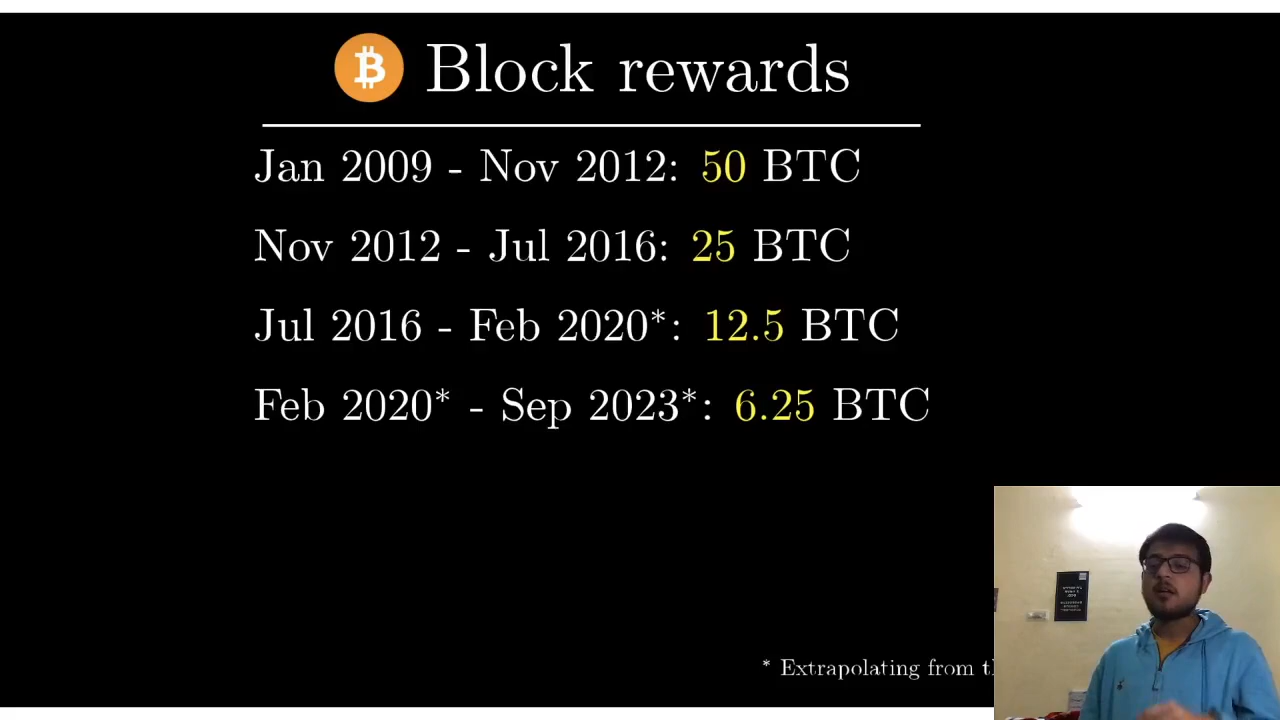 Block rewards
Jan 2009 - Nov 2012: 50 BTC
Nov 2012 - Jul 2016: 25 BTC
Jul 2016 - Feb 2020*: 12.5 BTC
Feb 2020* - Sep 2023*: 6.25 BTC
* Extrapolating from